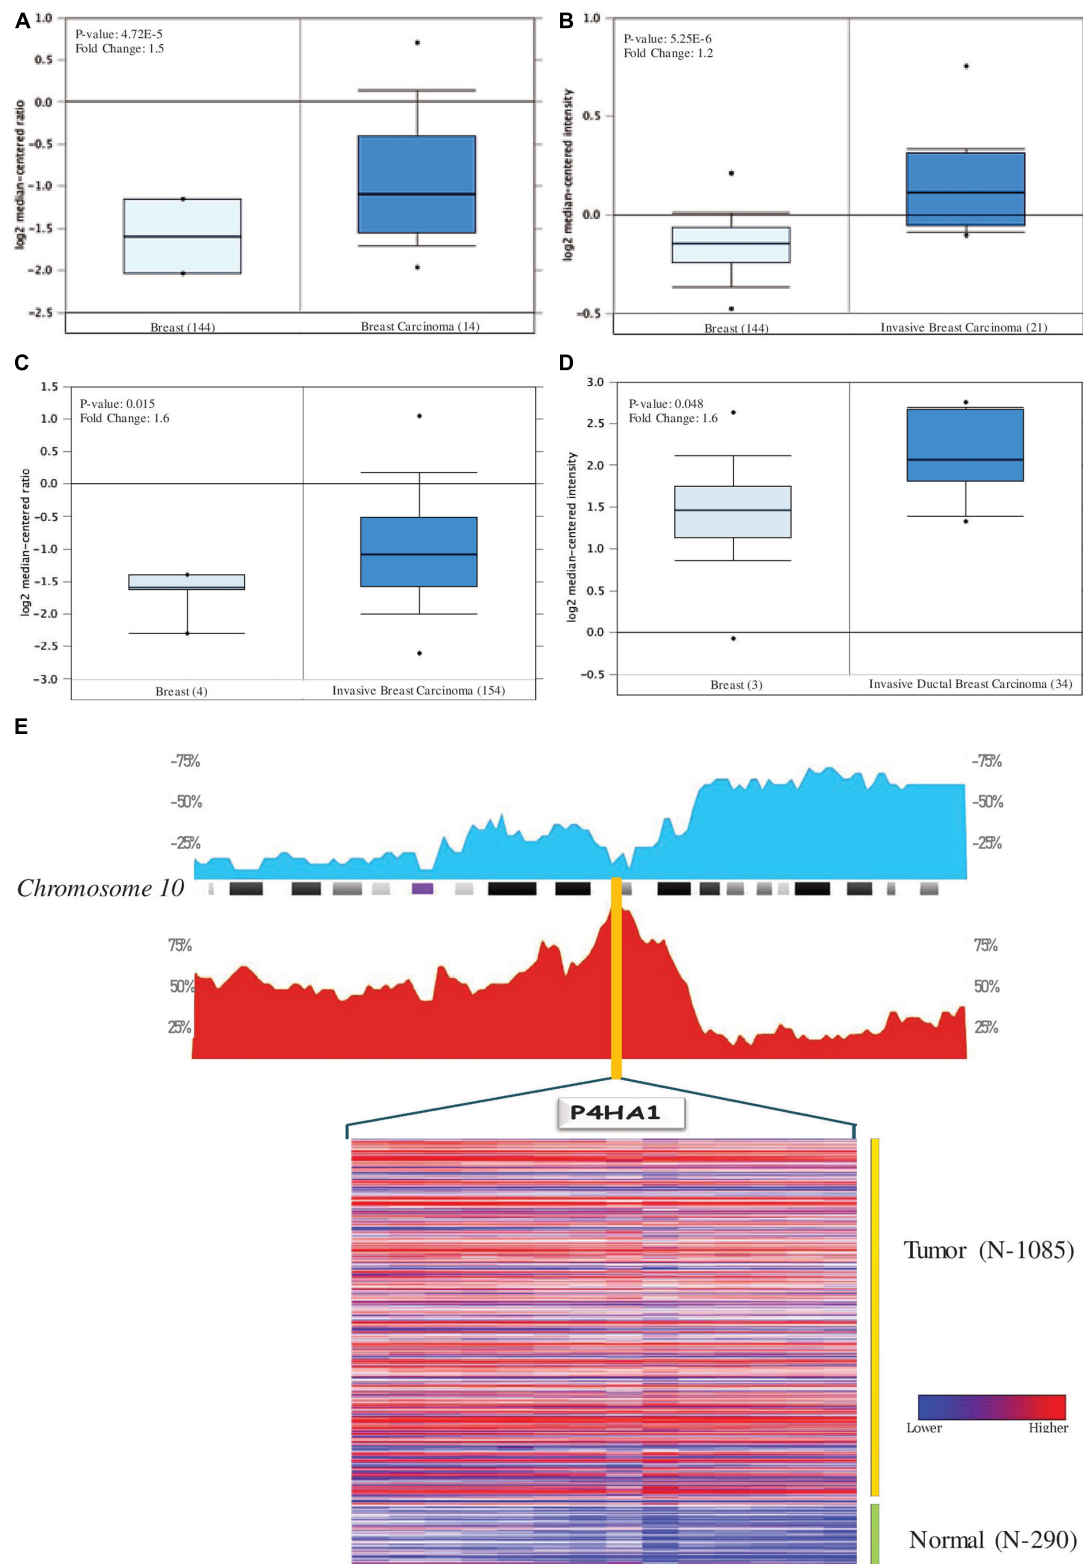 A
P-value: 4.72E-5
Fold Change: 1.5
log2 median-centered ratio
1.0
0.5
0.0
−0.5
−1.0
−1.5
−2.0
−2.5
Breast (144)
Breast Carcinoma (14)
B
P-value: 5.25E-6
Fold Change: 1.2
log2 median-centered intensity
1.0
0.5
0.0
−0.5
Breast (144)
Invasive Breast Carcinoma (21)
C
P-value: 0.015
Fold Change: 1.6
log2 median-centered ratio
1.5
1.0
0.5
0.0
−0.5
−1.0
−1.5
−2.0
−2.5
−3.0
Breast (4)
Invasive Breast Carcinoma (154)
D
P-value: 0.048
Fold Change: 1.6
log2 median-centered intensity
3.0
2.5
2.0
1.5
1.0
0.5
0.0
−0.5
Breast (3)
Invasive Ductal Breast Carcinoma (34)
E
-75%
-75%
-50%
-50%
-25%
-25%
Chromosome 10
75%
75%
50%
50%
25%
25%
P4HA1
Tumor (N-1085)
Lower
Higher
Normal (N-290)